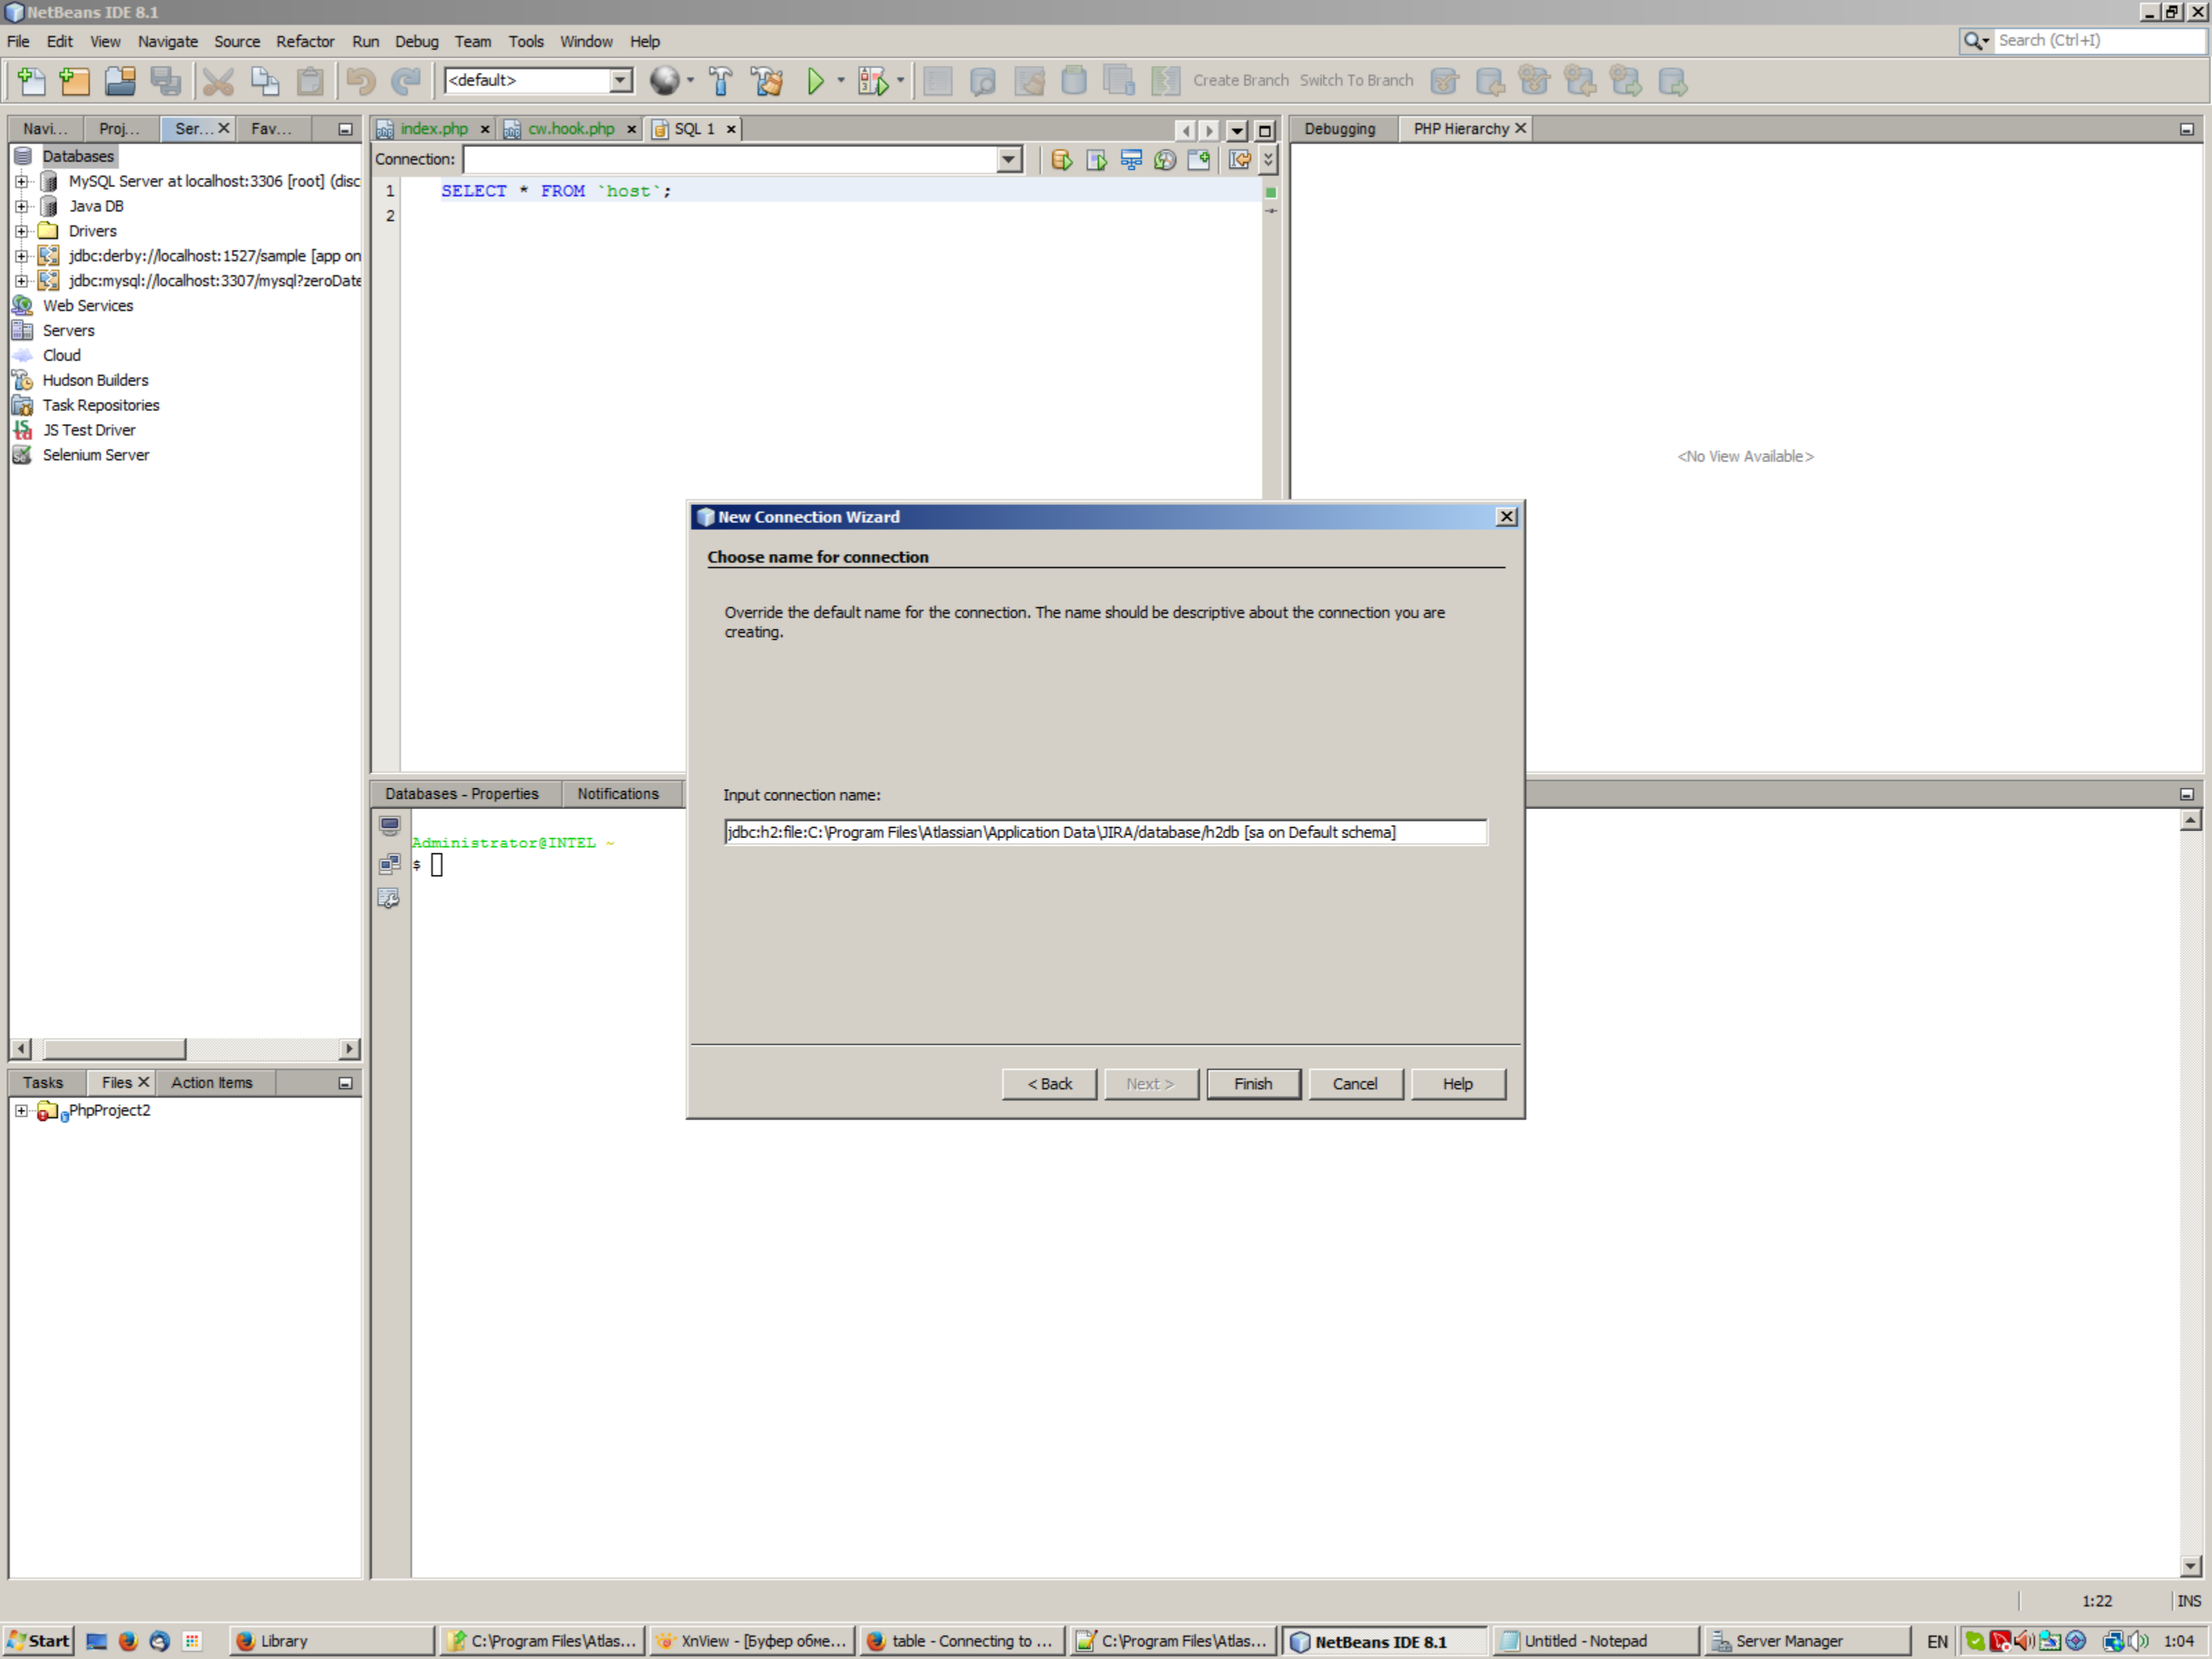 NetBeans IDE 8.1
File Edit View Navigate Source Refactor Run Debug Team Tools Window Help
Search (Ctrl+I)
<default>
Create Branch Switch To Branch
Navi... Proj... Ser... Fav...
index.php cw.hook.php SQL 1
Debugging PHP Hierarchy
Databases
MySQL Server at localhost:3306 [root] (disc
Java DB
Drivers
jdbc:derby://localhost:1527/sample [app on
jdbc:mysql://localhost:3307/mysql?zeroDate
Web Services
Servers
Cloud
Hudson Builders
Task Repositories
JS Test Driver
Selenium Server
Connection:
1 SELECT * FROM `host`;
2
<No View Available>
New Connection Wizard
Choose name for connection
Override the default name for the connection. The name should be descriptive about the connection you are
creating.
Input connection name:
jdbc:h2:file:C:\Program Files\Atlassian\Application Data\JIRA/database/h2db [sa on Default schema]
< Back Next > Finish Cancel Help
Databases - Properties Notifications
Administrator@INTEL ~
$
Tasks Files Action Items
PhpProject2
1:22 INS
Start Library C:\Program Files\Atlas... XnView - [Буфер обме... table - Connecting to ... C:\Program Files\Atlas... NetBeans IDE 8.1 Untitled - Notepad Server Manager EN 1:04